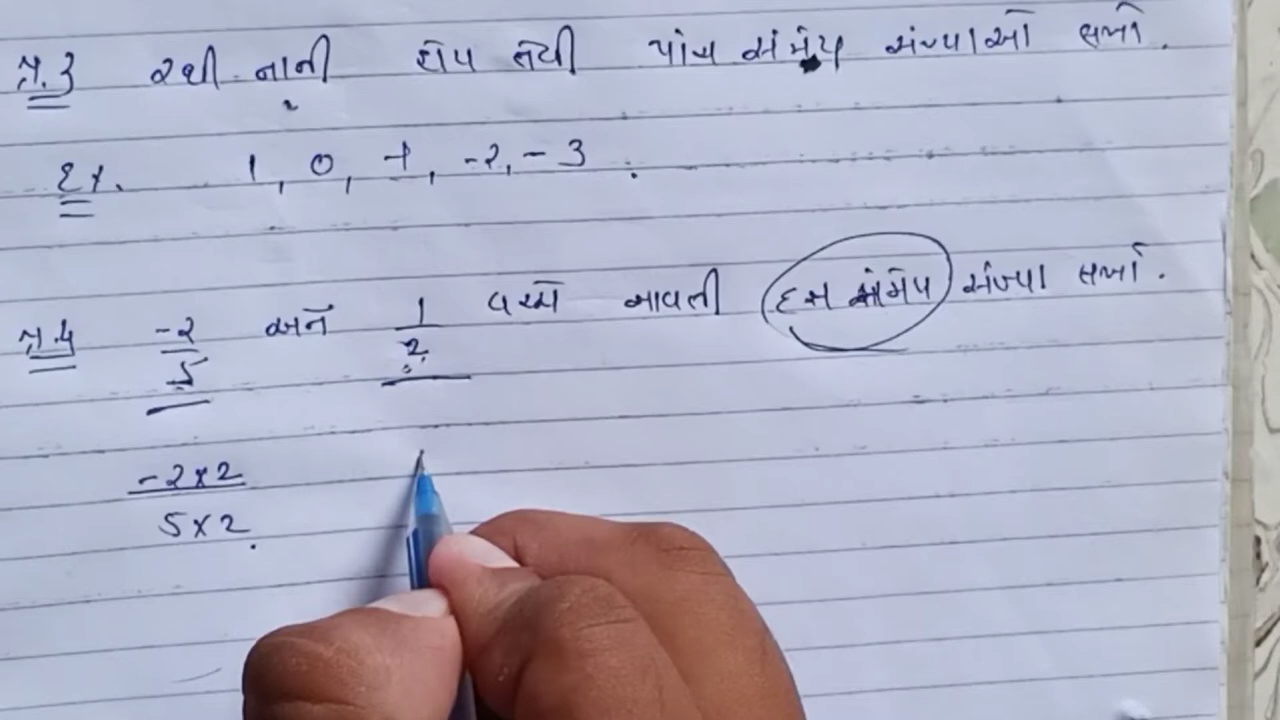 પ્ર.3 2થી નાની હોય તેવી પાંચ સંમેય સંખ્યાઓ લખો.
દા. 1, 0, -1, -2, -3.
પ્ર.4 -2/5 અને 1/2 વચ્ચે આવતી દસ સંમેય સંખ્યા લખો.
-2×2
5×2